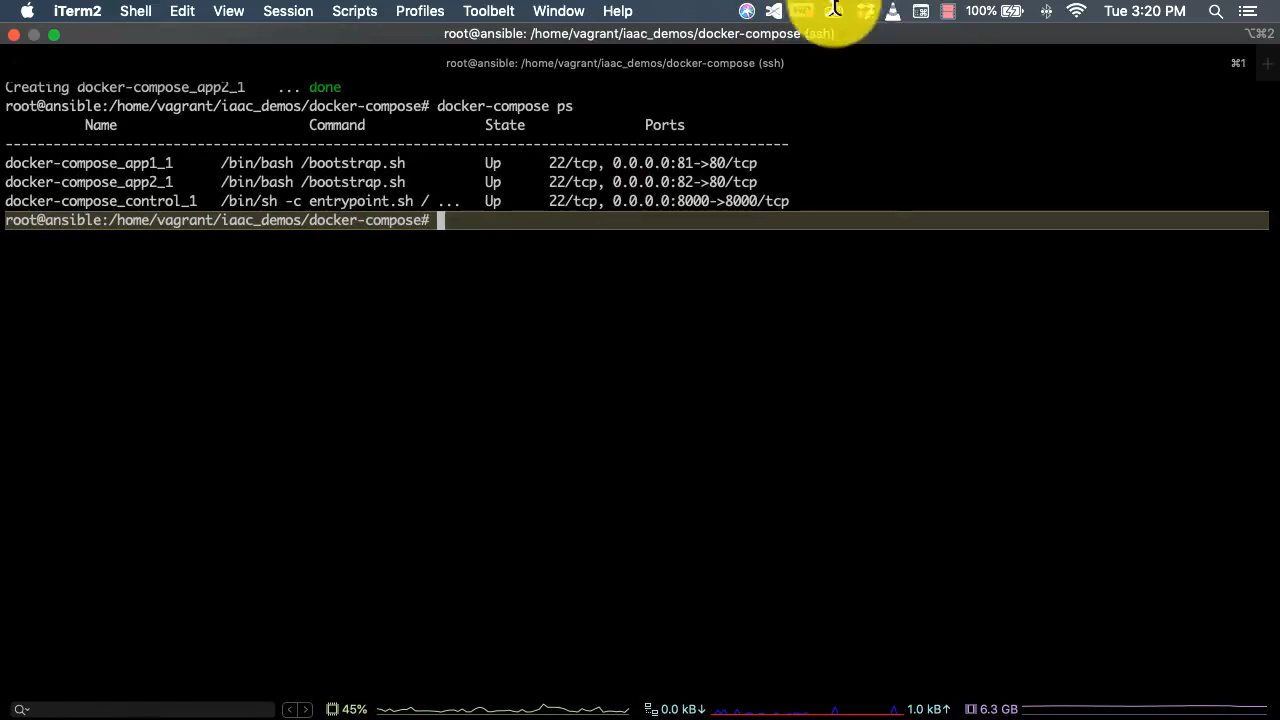 iTerm2 Shell Edit View Session Scripts Profiles Toolbelt Window Help 100% Tue 3:20 PM
root@ansible: /home/vagrant/iaac_demos/docker-compose (ssh) ⌥⌘2
root@ansible: /home/vagrant/iaac_demos/docker-compose (ssh) ⌘1 +
Creating docker-compose_app2_1 ... done
root@ansible:/home/vagrant/iaac_demos/docker-compose# docker-compose ps
Name Command State Ports
--------------------------------------------------------------------------------------------------
docker-compose_app1_1 /bin/bash /bootstrap.sh Up 22/tcp, 0.0.0.0:81->80/tcp
docker-compose_app2_1 /bin/bash /bootstrap.sh Up 22/tcp, 0.0.0.0:82->80/tcp
docker-compose_control_1 /bin/sh -c entrypoint.sh / ... Up 22/tcp, 0.0.0.0:8000->8000/tcp
root@ansible:/home/vagrant/iaac_demos/docker-compose#
45% 0.0 kB↓ 1.0 kB↑ 6.3 GB